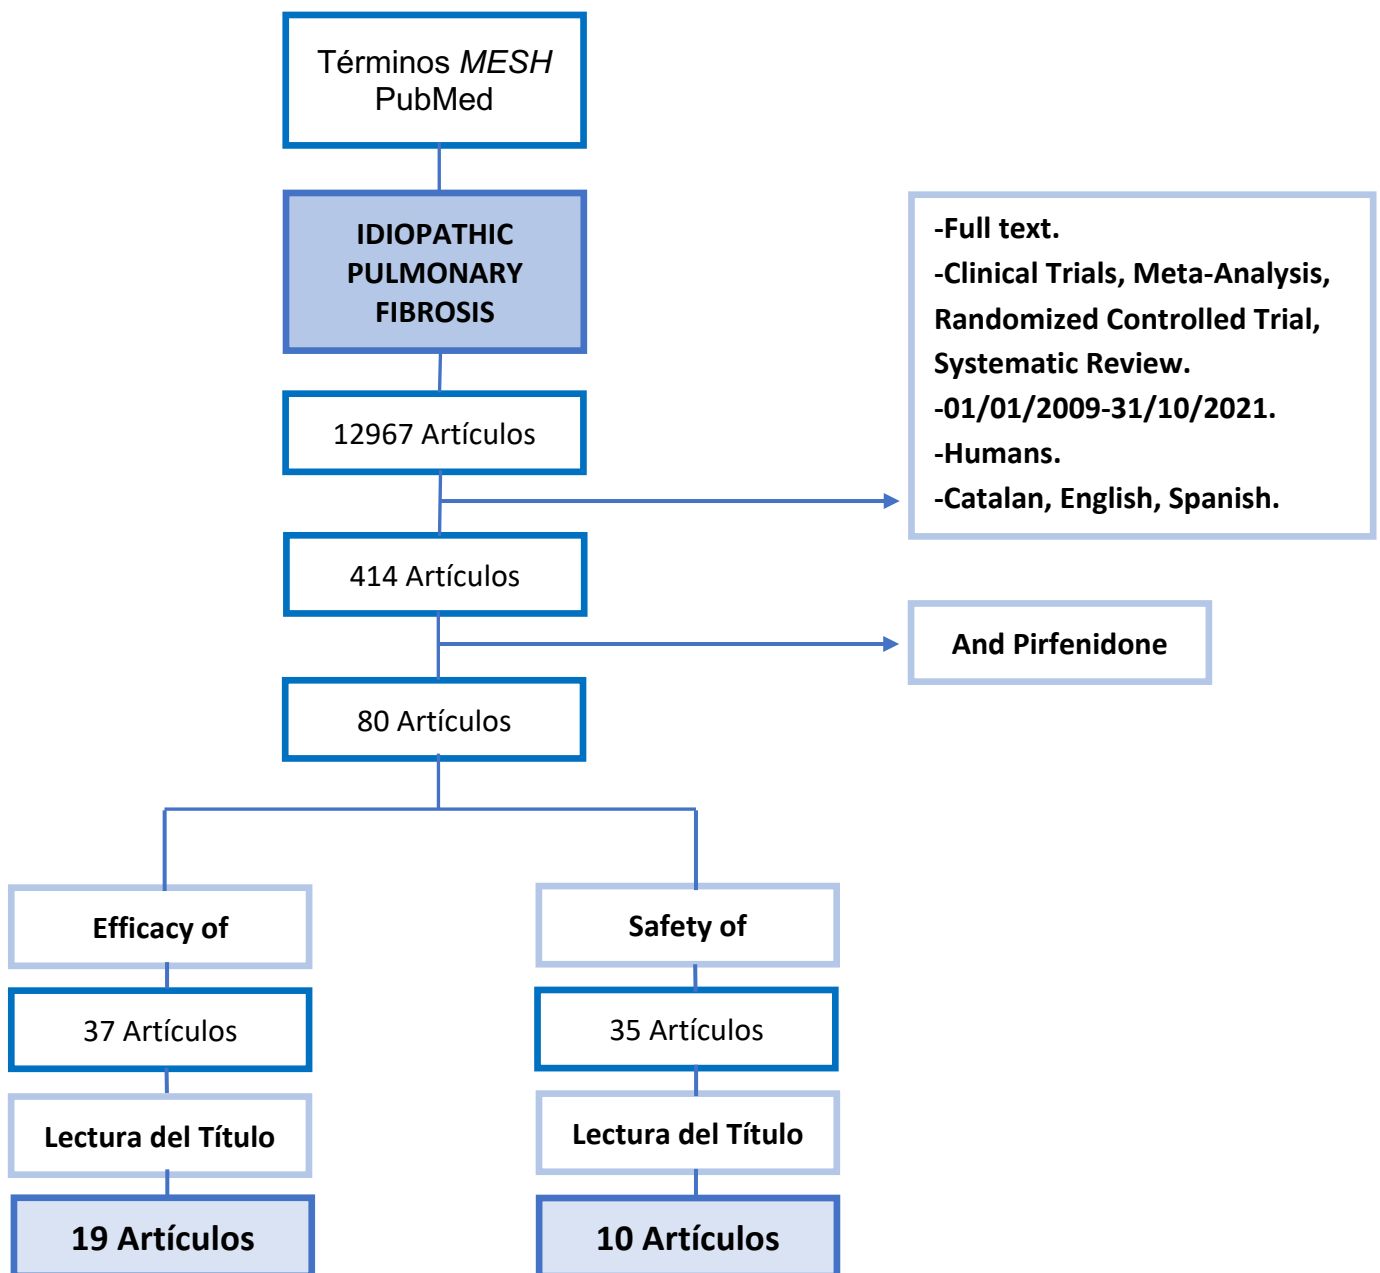 Términos MESH
PubMed
IDIOPATHIC
PULMONARY
FIBROSIS
12967 Artículos
-Full text.
-Clinical Trials, Meta-Analysis,
Randomized Controlled Trial,
Systematic Review.
-01/01/2009-31/10/2021.
-Humans.
-Catalan, English, Spanish.
414 Artículos
And Pirfenidone
80 Artículos
Efficacy of
Safety of
37 Artículos
35 Artículos
Lectura del Título
Lectura del Título
19 Artículos
10 Artículos